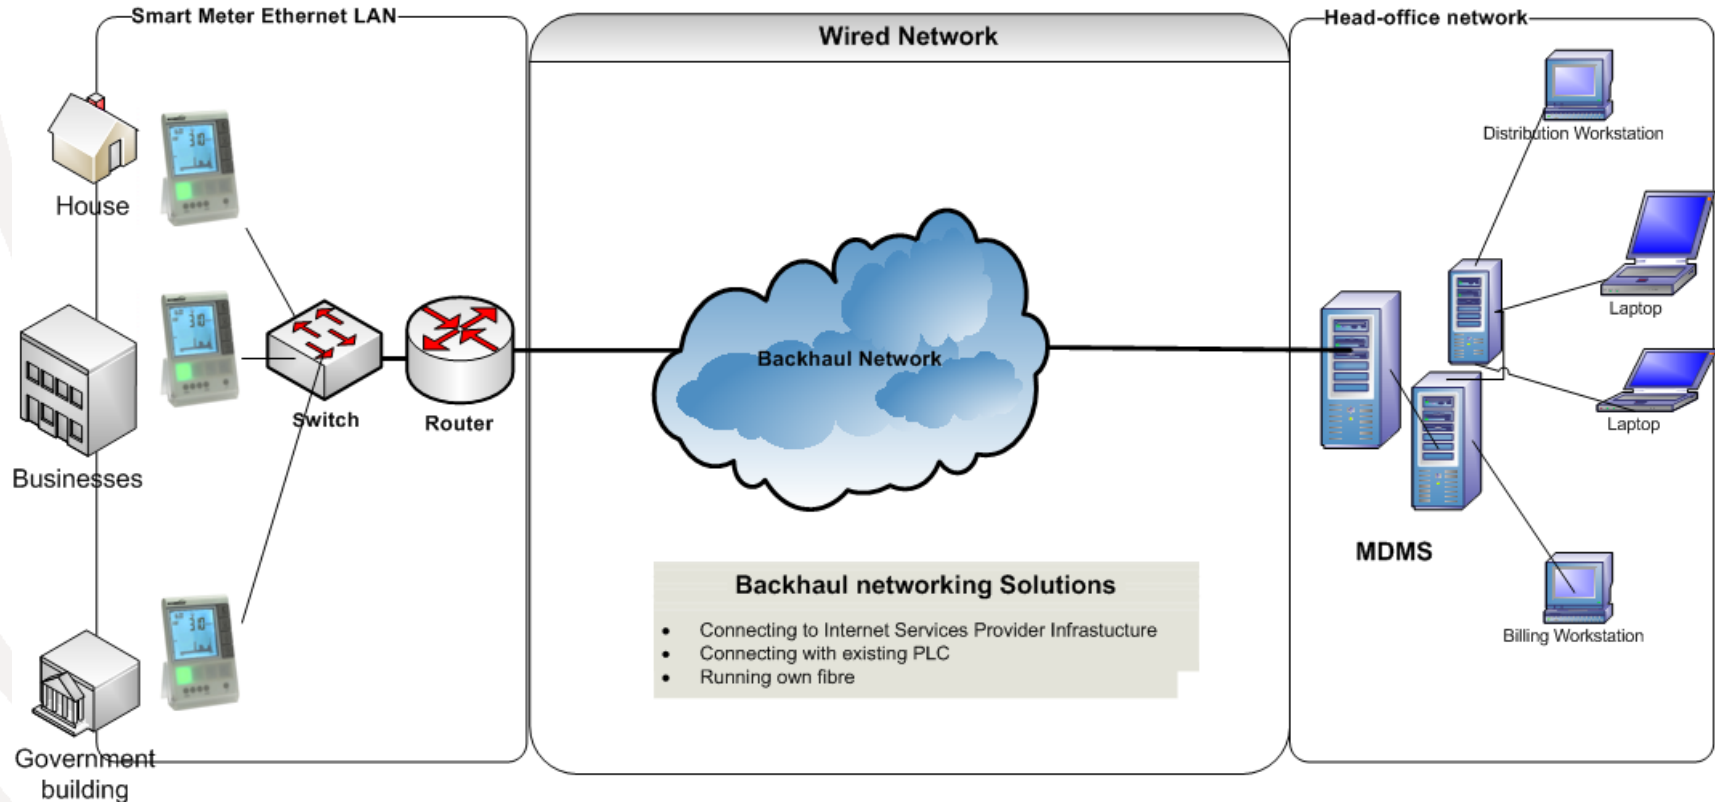 Smart Meter Ethernet LAN
Wired Network
Head-office network
House
Businesses
Government
building
Switch
Router
Backhaul Network
Backhaul networking Solutions
• Connecting to Internet Services Provider Infrastucture
• Connecting with existing PLC
• Running own fibre
Distribution Workstation
Laptop
Laptop
MDMS
Billing Workstation